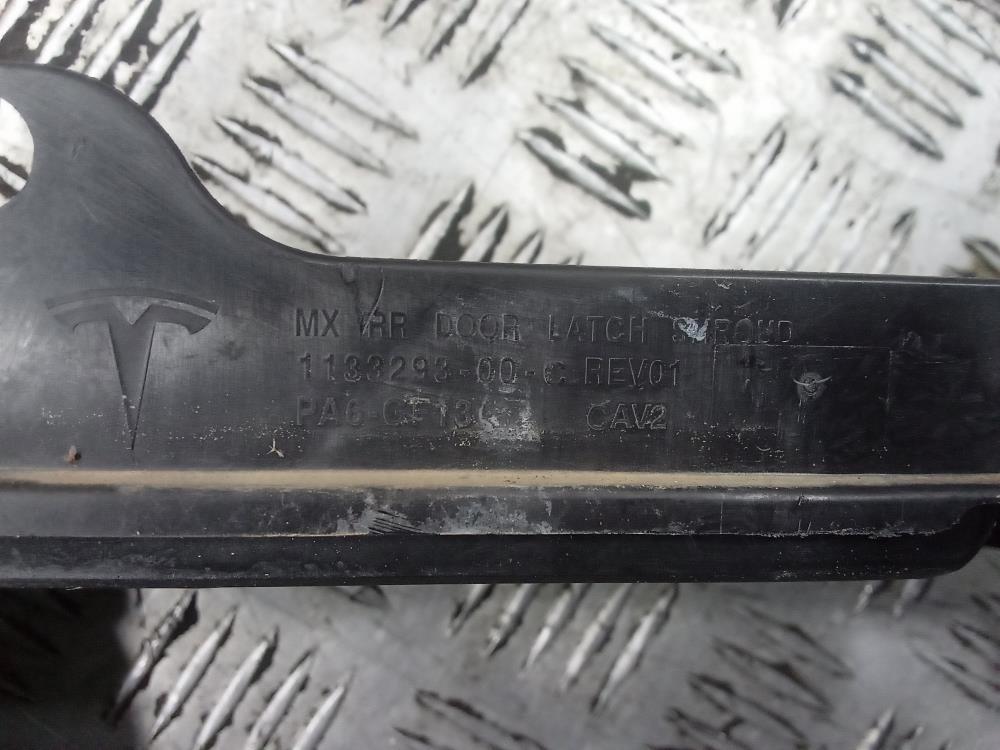 MX RR DOOR LATCH SHROUD
1133293-00-C REV01
CAV2